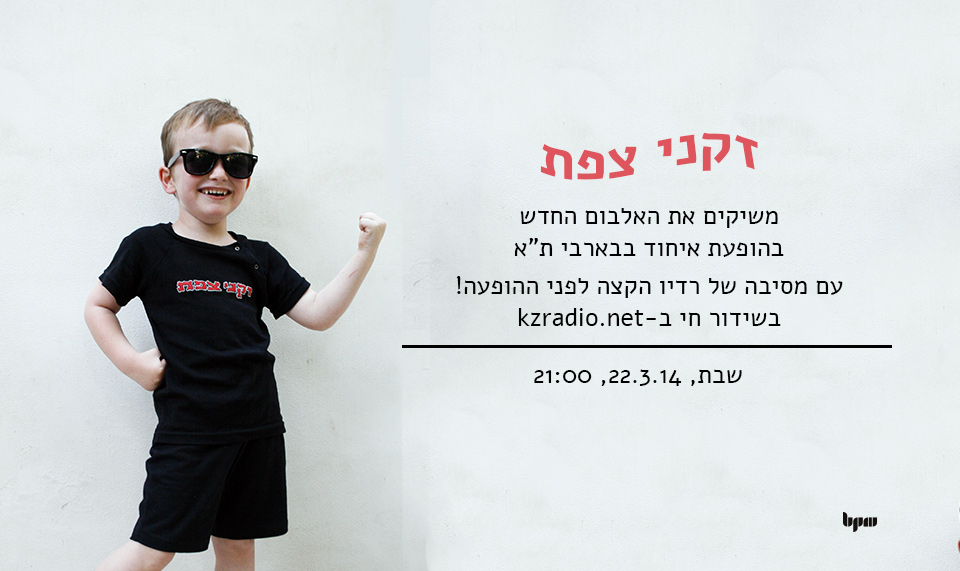 זקני צפת
משיקים את האלבום החדש
בהופעת איחוד בבארבי ת"א
עם מסיבה של רדיו הקצה לפני ההופעה!
בשידור חי ב-kzradio.net
שבת, 22.3.14, 21:00
זקני צפת